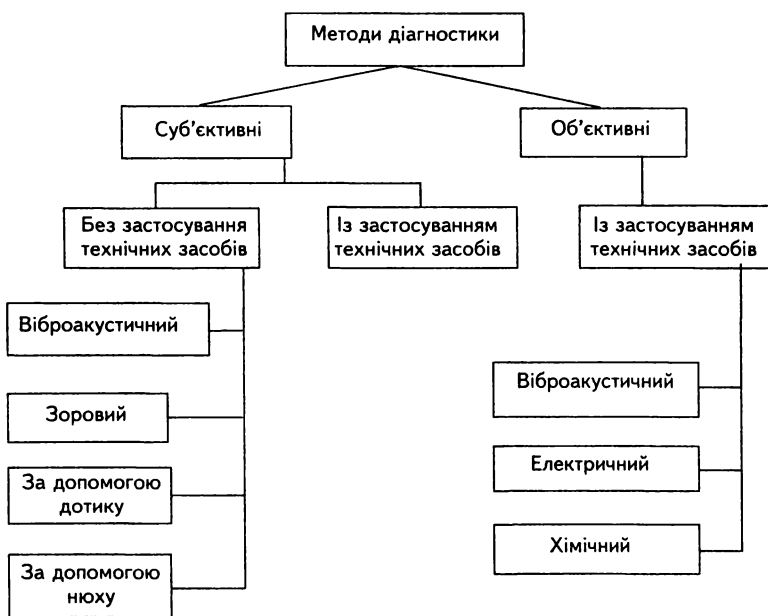 Методи діагностики
Суб’єктивні
Об’єктивні
Без застосування
технічних засобів
Із застосуванням
технічних засобів
Із застосуванням
технічних засобів
Віброакустичний
Зоровий
За допомогою
дотику
За допомогою
нюху
Віброакустичний
Електричний
Хімічний